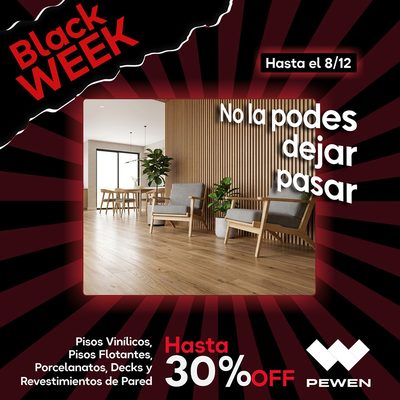 Black
WEEK
Hasta el 8/12
No la podes
dejar
pasar
Pisos Vinílicos,
Pisos Flotantes,
Porcelanatos, Decks y
Revestimientos de Pared
Hasta
30%OFF
PEWEN